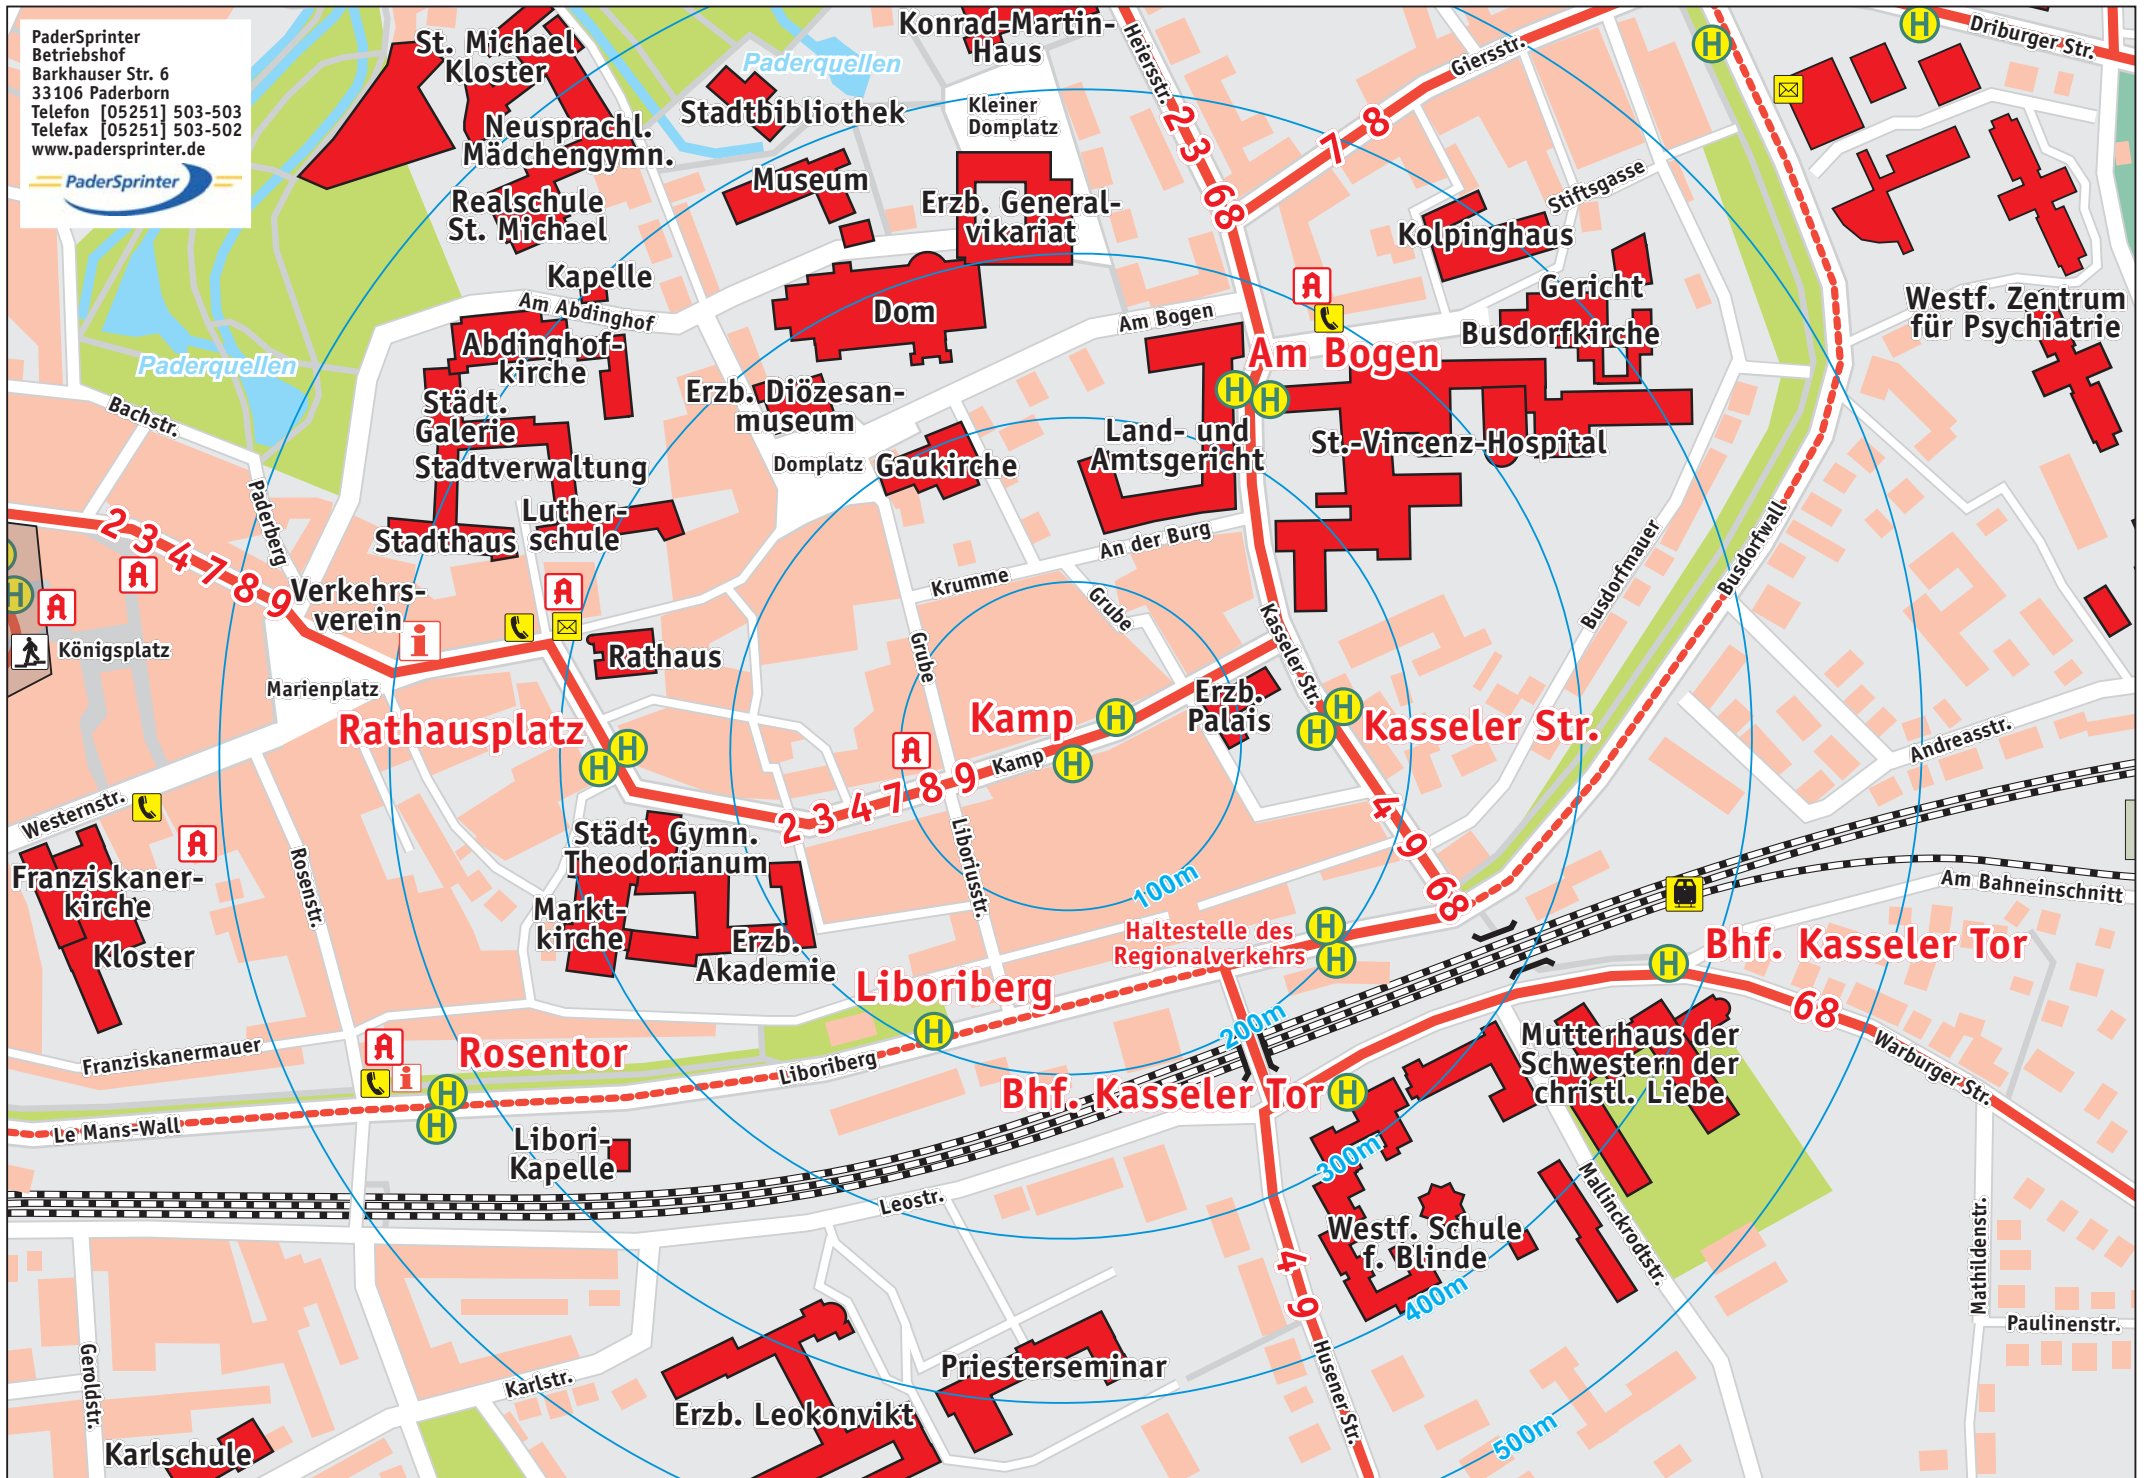 PaderSprinter
Betriebshof
Barkhauser Str. 6
33106 Paderborn
Telefon [05251] 503-503
Telefax [05251] 503-502
www.padersprinter.de
PaderSprinter
St. Michael
Kloster
Neusprachl.
Mädchengymn.
Realschule
St. Michael
Paderquellen
Stadtbibliothek
Konrad-Martin-
Haus
Kleiner
Domplatz
Heiersstr.
2 3 68
Giersstr.
7 8
H
H
Driburger Str.
Museum
Erzb. General-
vikariat
Kolpinghaus
Stiftsgasse
Kapelle
Am Abdinghof
Dom
Am Bogen
Gericht
Busdorfkirche
Westf. Zentrum
für Psychiatrie
Paderquellen
Abdinghof-
kirche
Am Bogen
H
H
Bachstr.
Städt.
Galerie
Stadtverwaltung
Erzb. Diözesan-
museum
Domplatz
Gaukirche
Land- und
Amtsgericht
St.-Vincenz-Hospital
Paderberg
Luther-
schule
Stadthaus
An der Burg
Krumme
Grube
Grube
Busdorfmauer
Busdorfwall
2 3 4 7 8 9
H
H
Königsplatz
Verkehrs-
verein
i
Marienplatz
Rathaus
Kasseler Str.
Erzb.
Palais
Rathausplatz
H
H
Kamp
H
H
Kamp
2 3 4 7 8 9
H
H
Kasseler Str.
Andreasstr.
Westernstr.
Franziskaner-
kirche
Kloster
Rosenstr.
Städt. Gymn.
Theodorianum
Markt-
kirche
Erzb.
Akademie
Liboriusstr.
100m
4 9 68
Haltestelle des
Regionalverkehrs
H
H
Am Bahneinschnitt
Bhf. Kasseler Tor
H
68
Liboriberg
H
Liboriberg
200m
Franziskanermauer
Rosentor
i
H
H
Le Mans-Wall
Libori-
Kapelle
Bhf. Kasseler Tor
H
Mutterhaus der
Schwestern der
christl. Liebe
Warburger Str.
300m
Leostr.
Westf. Schule
f. Blinde
Mallinckrodtstr.
Mathildenstr.
Paulinenstr.
4 9
400m
Husener Str.
Geroldstr.
Karlstr.
Karlschule
Erzb. Leokonvikt
Priesterseminar
500m